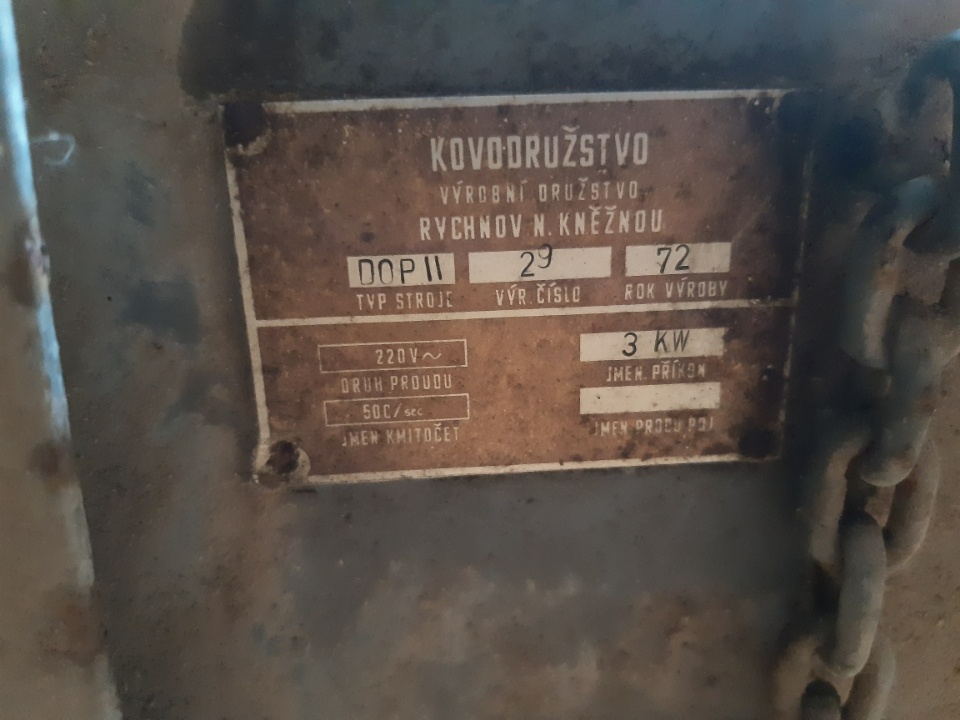 KOVODRUŽSTVO
VÝROBNÍ DRUŽSTVO
RYCHNOV N. KNĚŽNOU
DOP II 29 72
TYP STROJE VÝR. ČÍSLO ROK VÝROBY
220V~ 3 KW
DRUH PROUDU JMEN. PŘÍKON
50C/sec
JMEN KMITOČET JMEN PROUD POJ